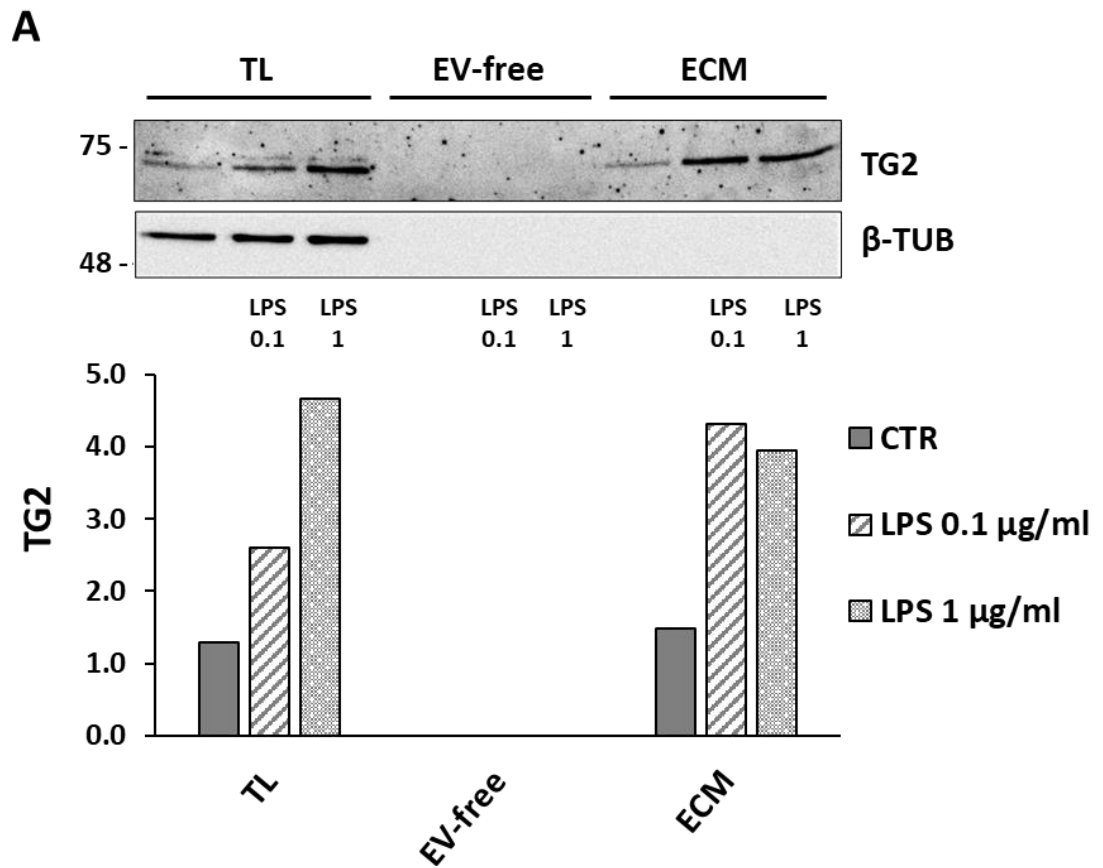 A
TL EV-free ECM
75 - TG2
48 - β-TUB
LPS LPS LPS LPS LPS LPS
0.1 1 0.1 1 0.1 1
5.0
4.0
3.0
2.0
1.0
0.0
TG2
CTR
LPS 0.1 µg/ml
LPS 1 µg/ml
TL EV-free ECM